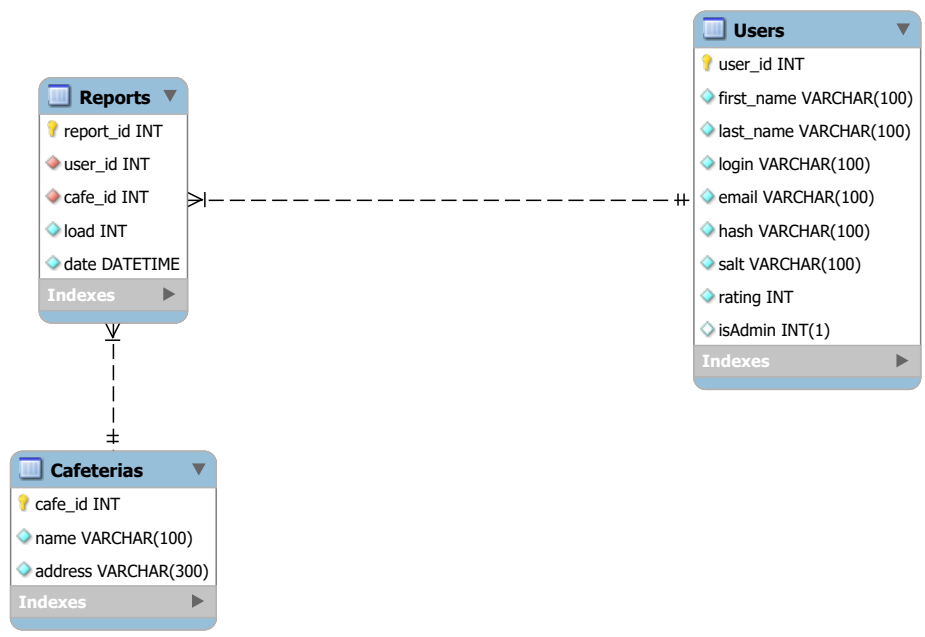 Users
user_id INT
first_name VARCHAR(100)
last_name VARCHAR(100)
login VARCHAR(100)
email VARCHAR(100)
hash VARCHAR(100)
salt VARCHAR(100)
rating INT
isAdmin INT(1)
Indexes
Reports
report_id INT
user_id INT
cafe_id INT
load INT
date DATETIME
Indexes
Cafeterias
cafe_id INT
name VARCHAR(100)
address VARCHAR(300)
Indexes